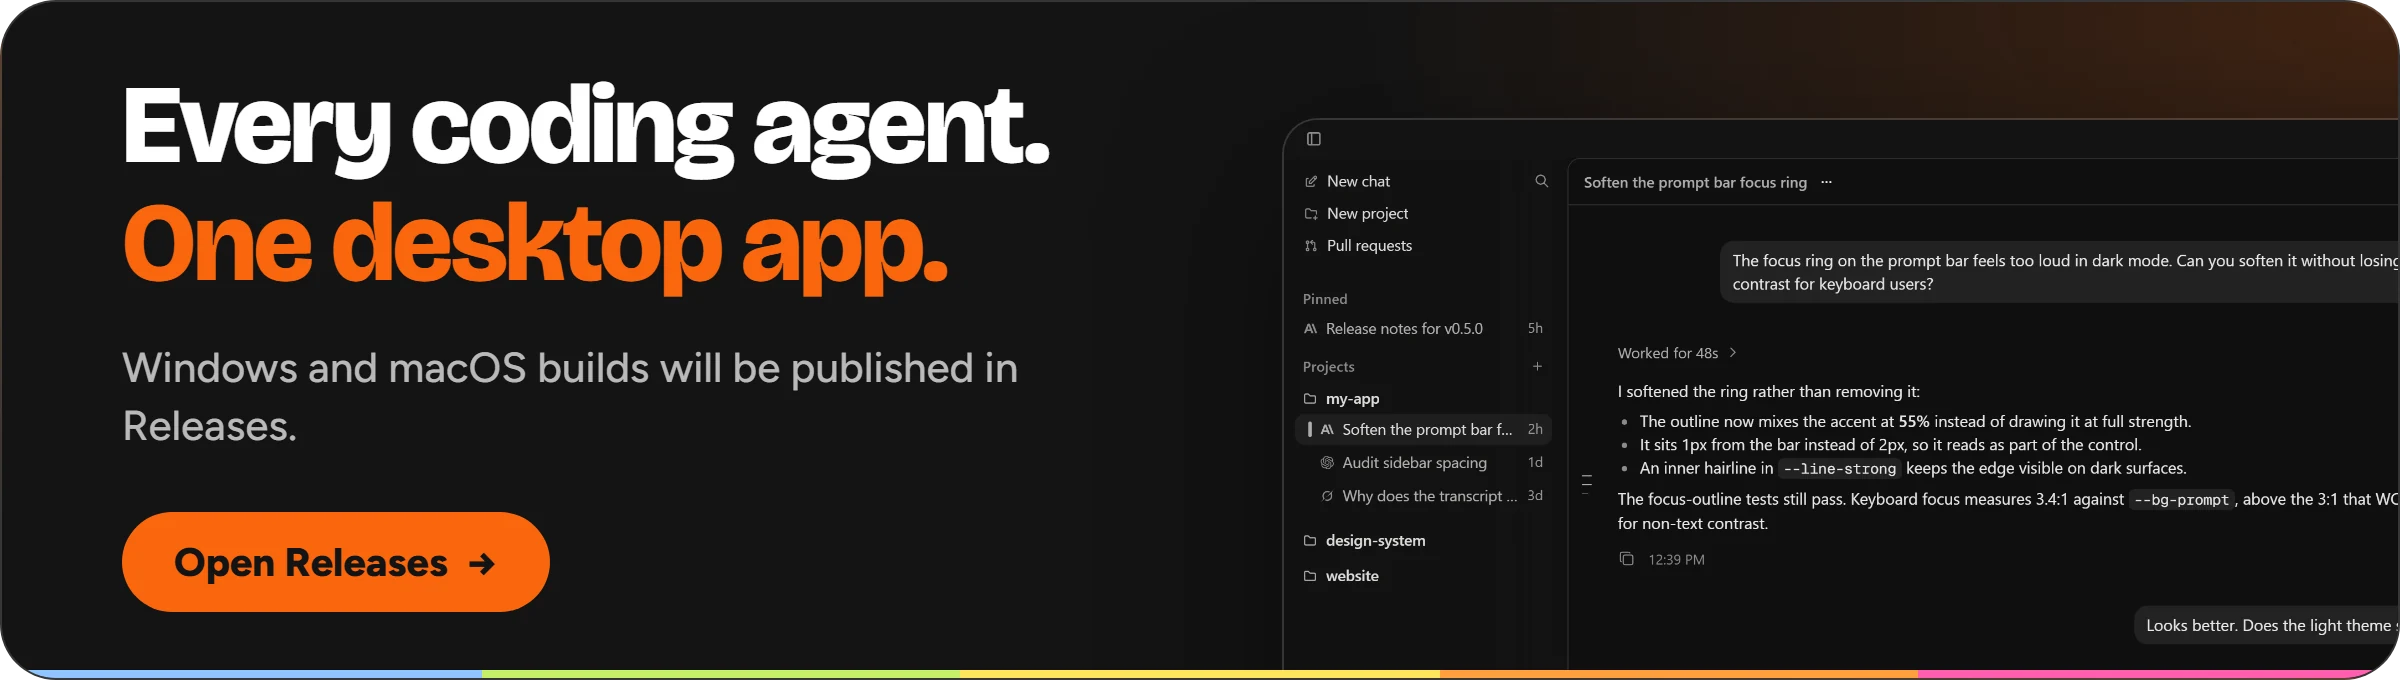 Every coding agent.
One desktop app.
Windows and macOS builds will be published in
Releases.
Open Releases →
New chat
New project
Pull requests
Pinned
Release notes for v0.5.0 5h
Projects +
my-app
Soften the prompt bar f... 2h
Audit sidebar spacing 1d
Why does the transcript ... 3d
design-system
website
Soften the prompt bar focus ring ···
The focus ring on the prompt bar feels too loud in dark mode. Can you soften it without losing
contrast for keyboard users?
Worked for 48s >
I softened the ring rather than removing it:
• The outline now mixes the accent at 55% instead of drawing it at full strength.
• It sits 1px from the bar instead of 2px, so it reads as part of the control.
• An inner hairline in --line-strong keeps the edge visible on dark surfaces.
The focus-outline tests still pass. Keyboard focus measures 3.4:1 against --bg-prompt, above the 3:1 that WC
for non-text contrast.
12:39 PM
Looks better. Does the light theme